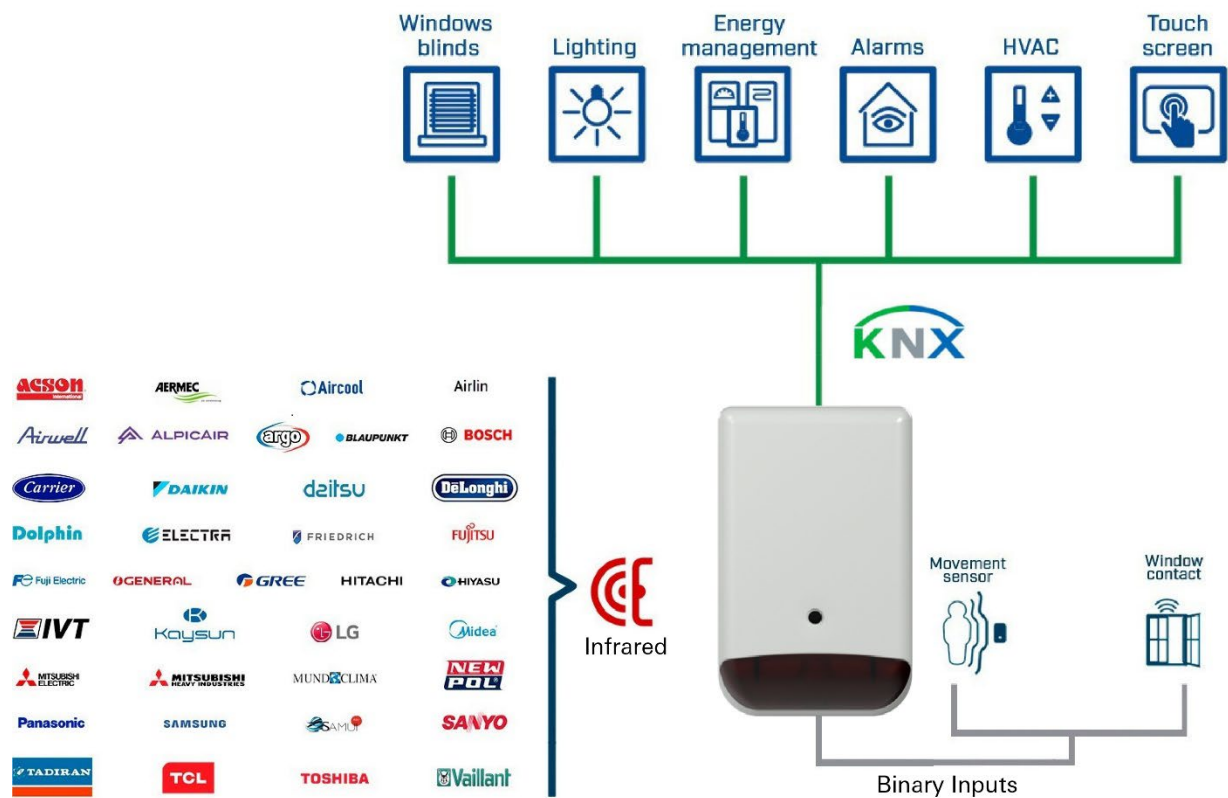 Windows
blinds
Lighting
Energy
management
Alarms
HVAC
Touch
screen
KNX
ACSON
International
AERMEC
Aircool
Airlin
Airwell
ALPICAIR
argo
BLAUPUNKT
BOSCH
Carrier
DAIKIN
daitsu
DeLonghi
Dolphin
ELECTRA
FRIEDRICH
FUJITSU
Fe Fuji Electric
GENERAL
GREE
HITACHI
HIYASU
IVT
Kaysun
LG
Midea
MITSUBISHI
ELECTRIC
MITSUBISHI
HEAVY INDUSTRIES
MUNDOCLIMA
NEW
POL
Panasonic
SAMSUNG
SAMUI
SANYO
TADIRAN
TCL
TOSHIBA
Vaillant
Infrared
Movement
sensor
Window
contact
Binary Inputs